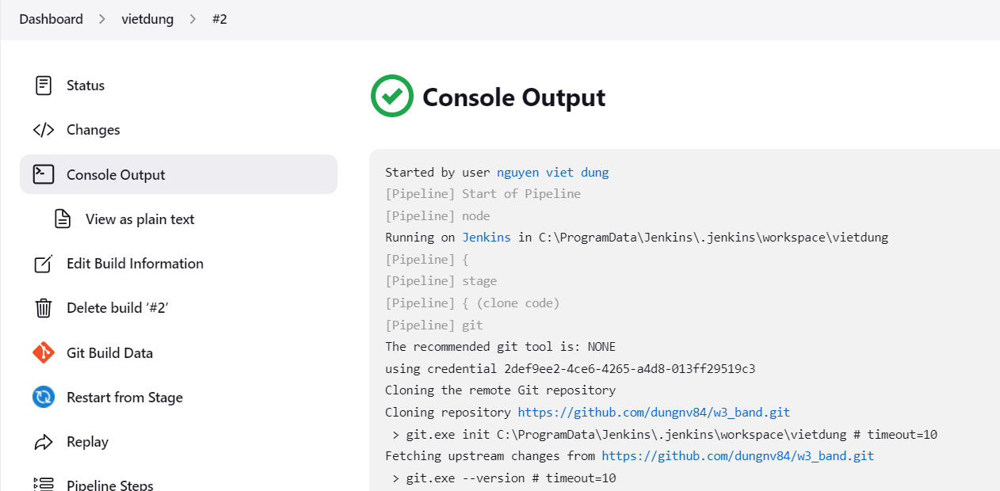 Dashboard > vietdung > #2
Status
Changes
Console Output
View as plain text
Edit Build Information
Delete build ‘#2’
Git Build Data
Restart from Stage
Replay
Pipeline Steps
Console Output
Started by user nguyen viet dung
[Pipeline] Start of Pipeline
[Pipeline] node
Running on Jenkins in C:\ProgramData\Jenkins\.jenkins\workspace\vietdung
[Pipeline] {
[Pipeline] stage
[Pipeline] { (clone code)
[Pipeline] git
The recommended git tool is: NONE
using credential 2def9ee2-4ce6-4265-a4d8-013ff29519c3
Cloning the remote Git repository
Cloning repository https://github.com/dungnv84/w3_band.git
> git.exe init C:\ProgramData\Jenkins\.jenkins\workspace\vietdung # timeout=10
Fetching upstream changes from https://github.com/dungnv84/w3_band.git
> git.exe --version # timeout=10